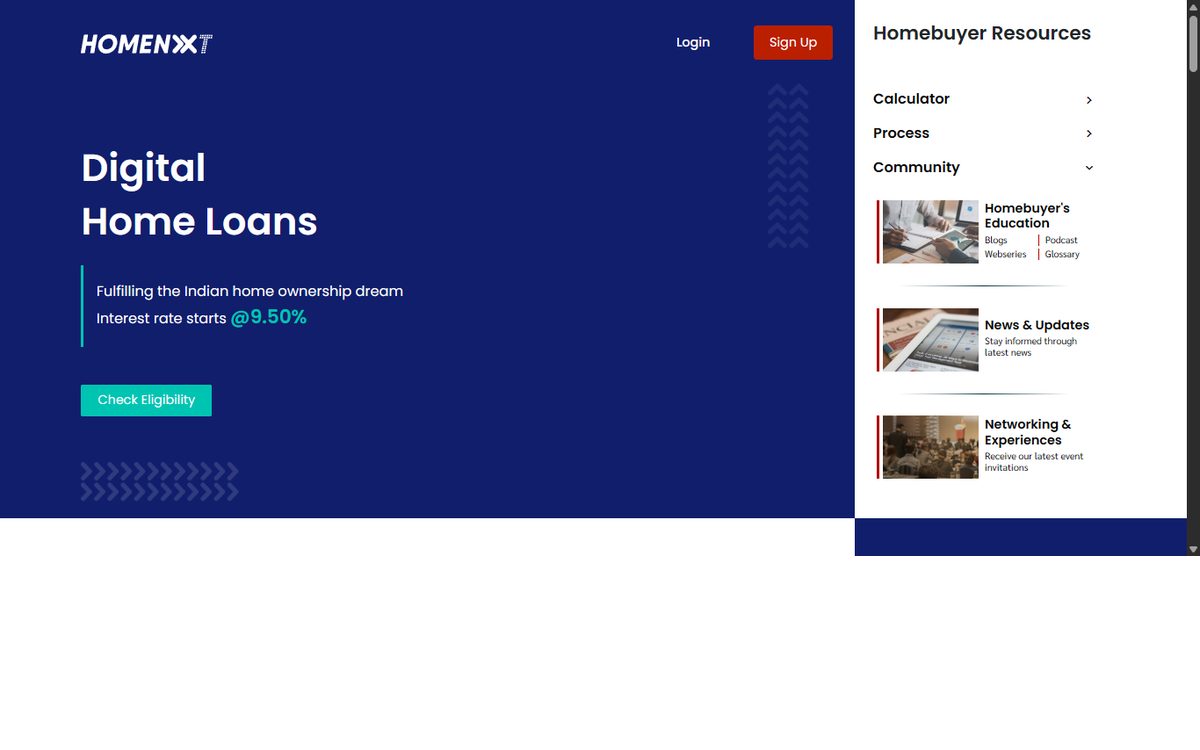 HOMENXT
Login
Sign Up
Digital
Home Loans
Fulfilling the Indian home ownership dream
Interest rate starts @9.50%
Check Eligibility
Homebuyer Resources
Calculator
Process
Community
Homebuyer's
Education
Blogs | Podcast
Webseries | Glossary
News & Updates
Stay informed through
latest news
Networking &
Experiences
Receive our latest event
invitations